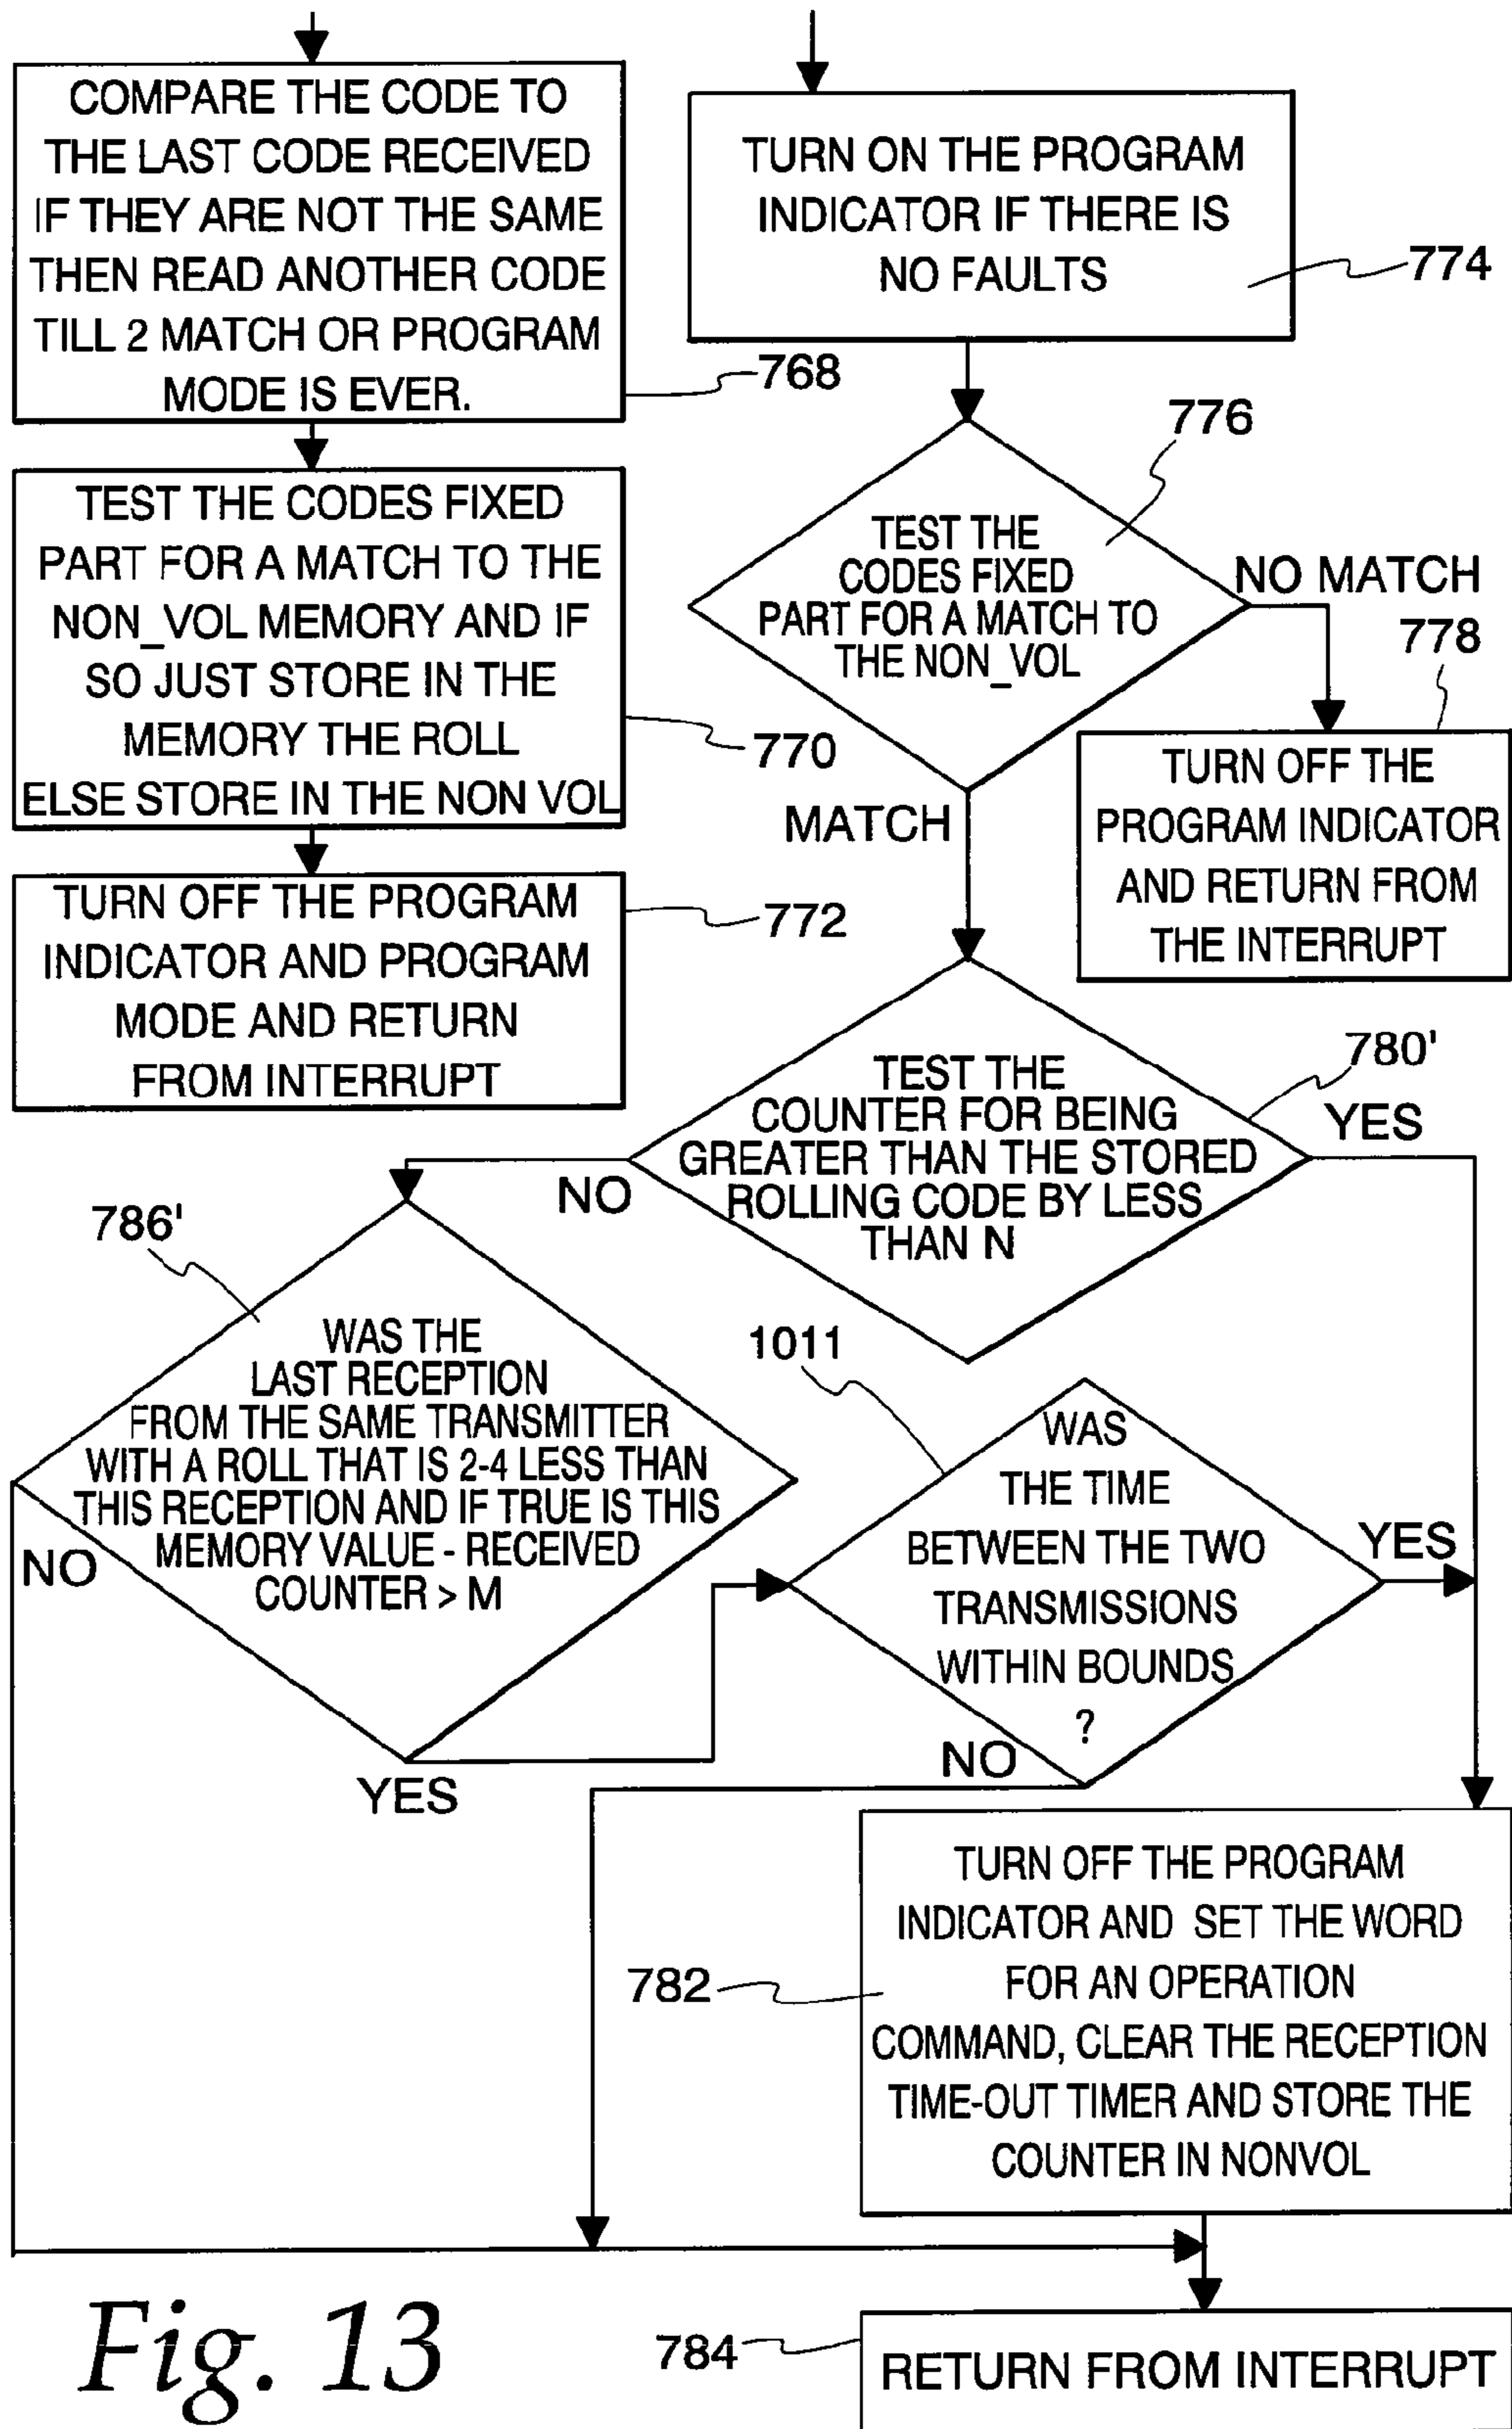 COMPARE THE CODE TO
THE LAST CODE RECEIVED
IF THEY ARE NOT THE SAME
THEN READ ANOTHER CODE
TILL 2 MATCH OR PROGRAM
MODE IS EVER.
768
TEST THE CODES FIXED
PART FOR A MATCH TO THE
NON_VOL MEMORY AND IF
SO JUST STORE IN THE
MEMORY THE ROLL
ELSE STORE IN THE NON VOL
770
TURN OFF THE PROGRAM
INDICATOR AND PROGRAM
MODE AND RETURN
FROM INTERRUPT
772
TURN ON THE PROGRAM
INDICATOR IF THERE IS
NO FAULTS
774
776
TEST THE
CODES FIXED
PART FOR A MATCH TO
THE NON_VOL
NO MATCH
778
TURN OFF THE
PROGRAM INDICATOR
AND RETURN FROM
THE INTERRUPT
MATCH
780'
TEST THE
COUNTER FOR BEING
GREATER THAN THE STORED
ROLLING CODE BY LESS
THAN N
YES
NO
786'
WAS THE
LAST RECEPTION
FROM THE SAME TRANSMITTER
WITH A ROLL THAT IS 2-4 LESS THAN
THIS RECEPTION AND IF TRUE IS THIS
MEMORY VALUE - RECEIVED
COUNTER > M
NO
YES
1011
WAS
THE TIME
BETWEEN THE TWO
TRANSMISSIONS
WITHIN BOUNDS
?
YES
NO
782
TURN OFF THE PROGRAM
INDICATOR AND SET THE WORD
FOR AN OPERATION
COMMAND, CLEAR THE RECEPTION
TIME-OUT TIMER AND STORE THE
COUNTER IN NONVOL
784
RETURN FROM INTERRUPT
Fig. 13